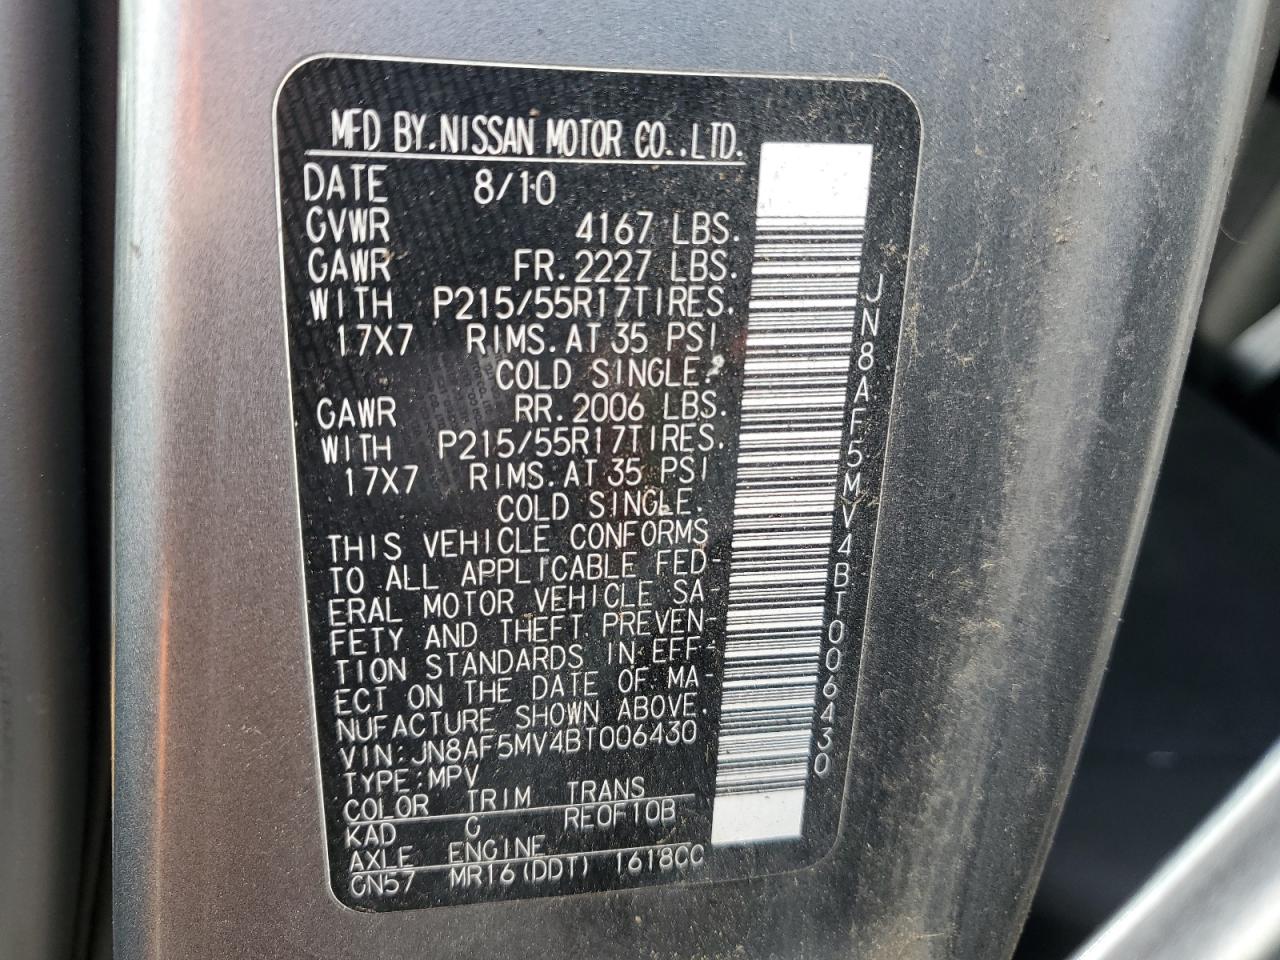 MFD BY.NISSAN MOTOR CO.,LTD.
DATE 8/10
GVWR 4167 LBS.
GAWR FR.2227 LBS.
WITH P215/55R17TIRES.
17X7 RIMS.AT 35 PSI
COLD SINGLE.
GAWR RR.2006 LBS.
WITH P215/55R17TIRES.
17X7 RIMS.AT 35 PSI
COLD SINGLE.
THIS VEHICLE CONFORMS
TO ALL APPLICABLE FED-
ERAL MOTOR VEHICLE SA-
FETY AND THEFT PREVEN-
TION STANDARDS IN EFF-
ECT ON THE DATE OF MA-
NUFACTURE SHOWN ABOVE.
VIN:JN8AF5MV4BT006430
TYPE:MPV
COLOR TRIM TRANS
KAD C RE0F10B
AXLE ENGINE
GN57 MR16(DDT) 1618CC
JN8AF5MV4BT006430